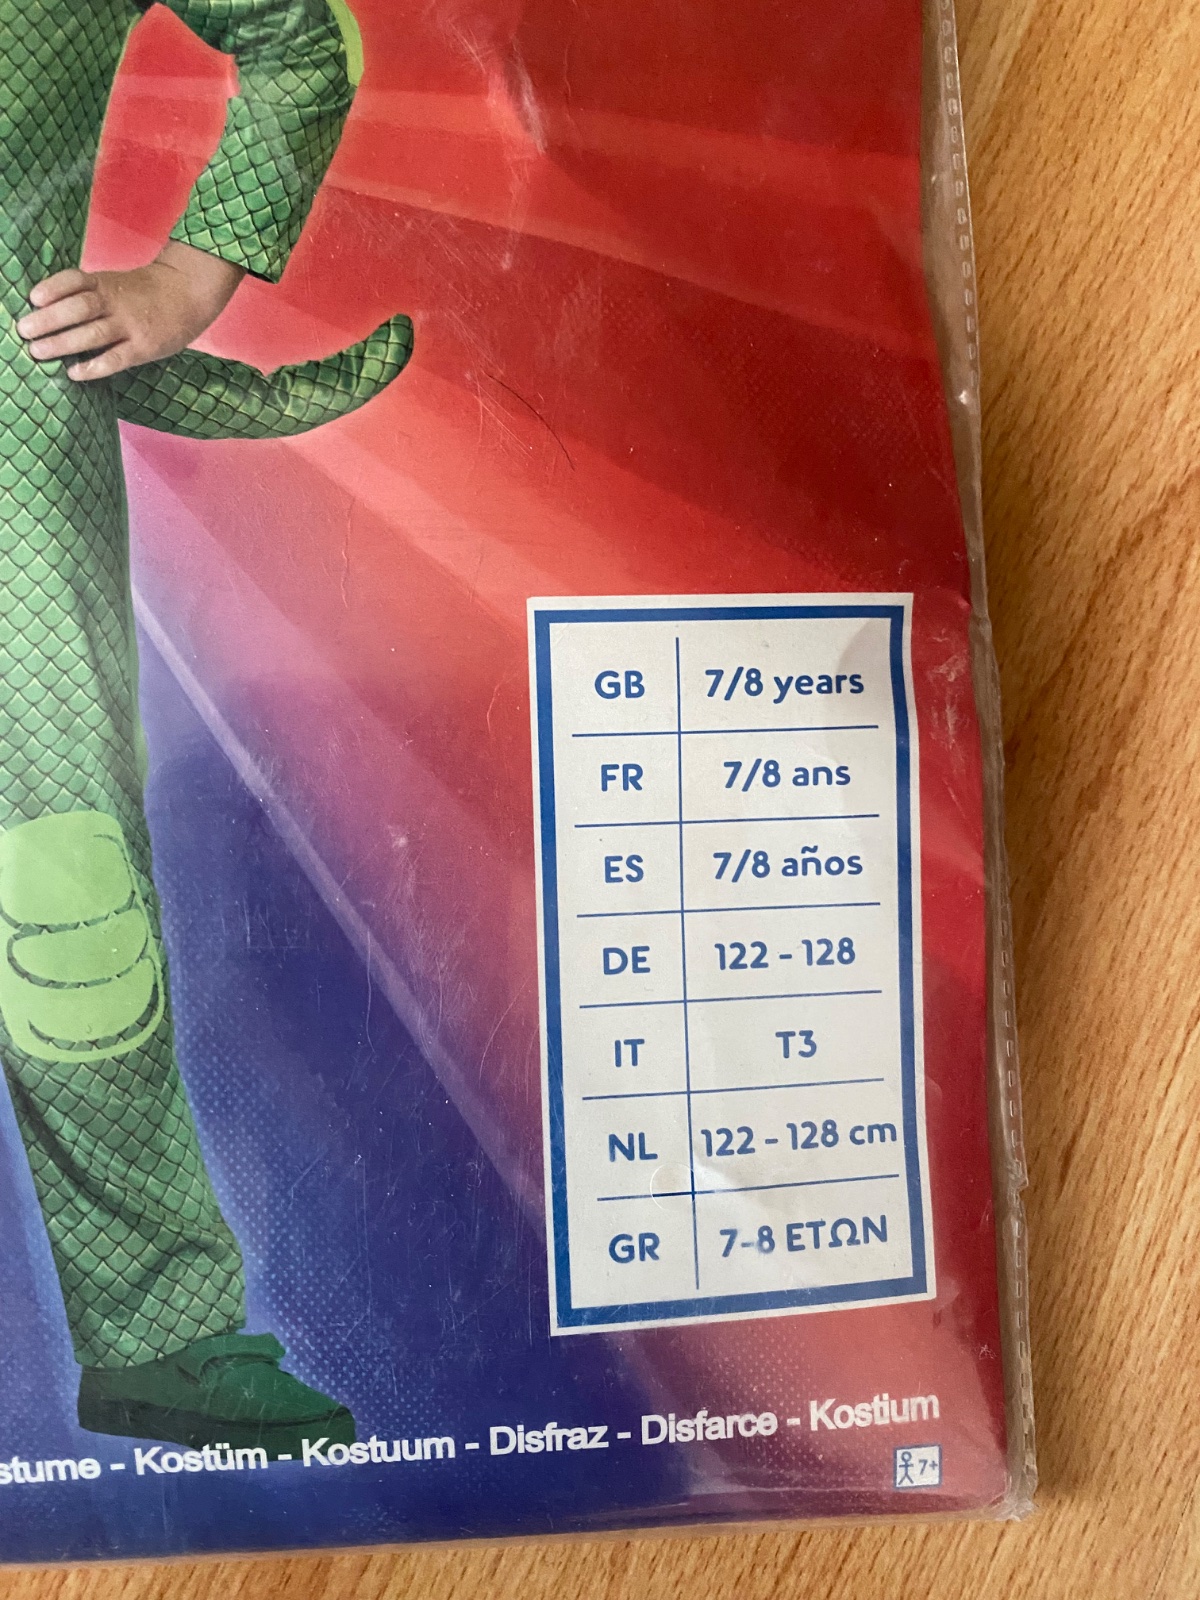 GB 7/8 years
FR 7/8 ans
ES 7/8 años
DE 122 - 128
IT T3
NL 122 - 128 cm
GR 7-8 ΕΤΩΝ
- Kostüm - Kostuum - Disfraz - Disfarce - Kostium
7+